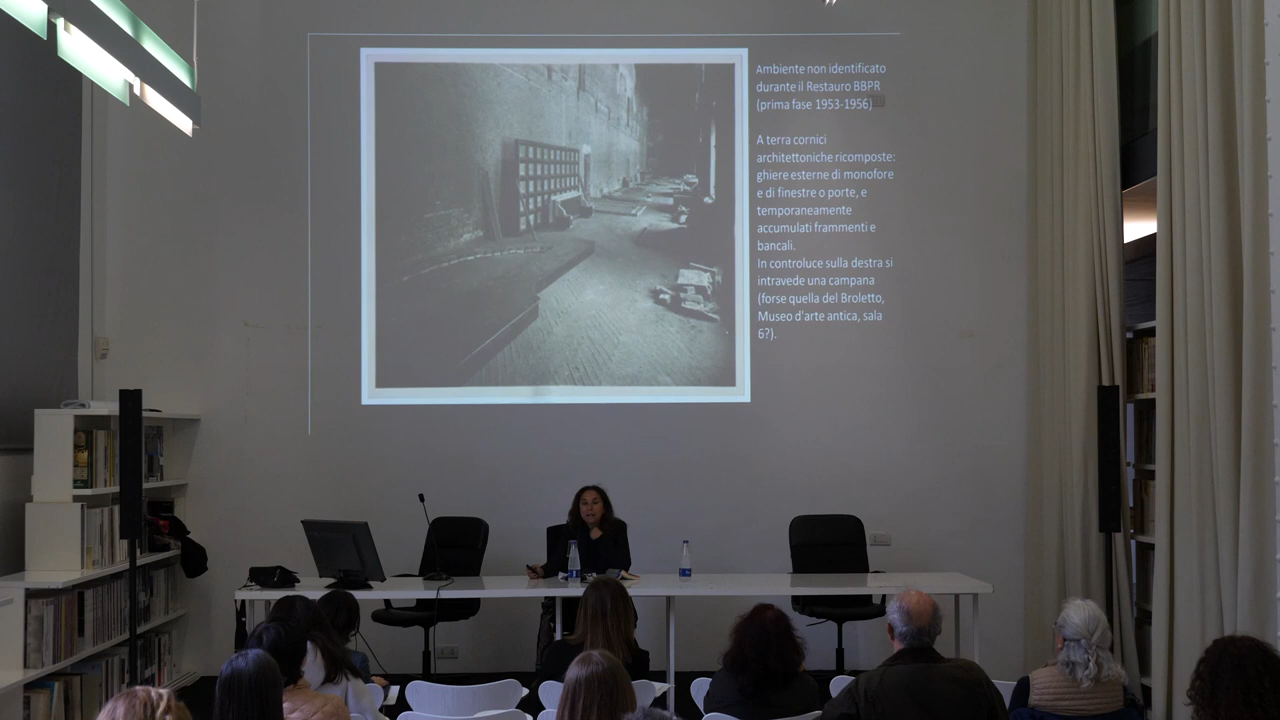 Ambiente non identificato
durante il Restauro BBPR
(prima fase 1953-1956)
A terra cornici
architettoniche ricomposte:
ghiere esterne di monofore
e di finestre o porte, e
temporaneamente
accumulati frammenti e
bancali.
In controluce sulla destra si
intravede una campana
(forse quella del Broletto,
Museo d'arte antica, sala
6?).